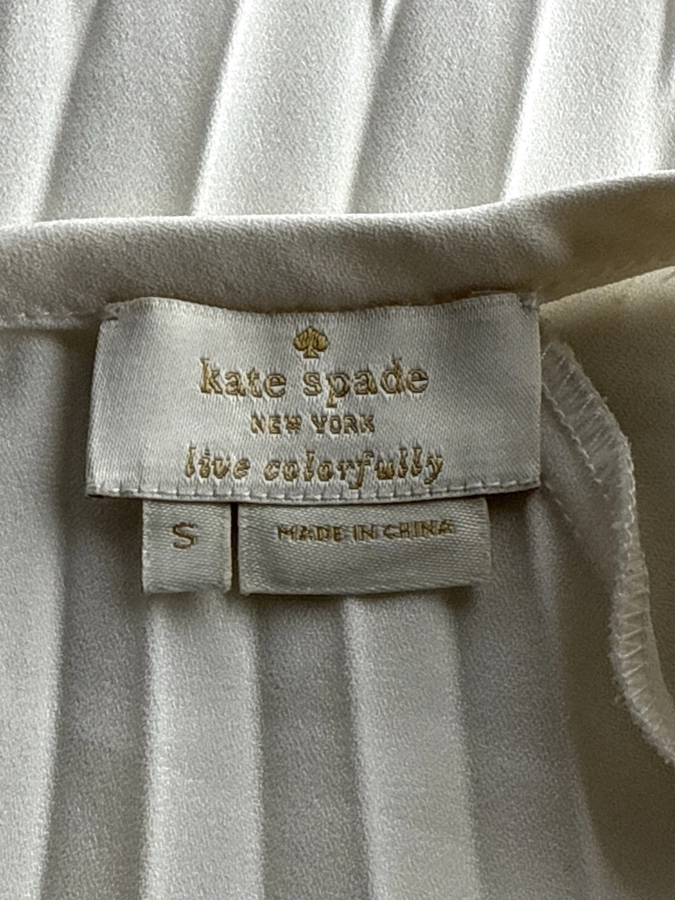 kate spade
NEW YORK
live colorfully
S
MADE IN CHINA